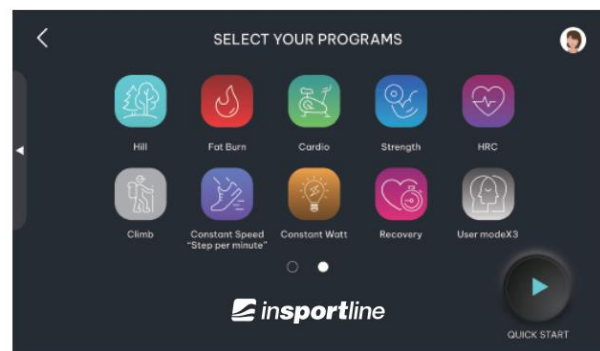 SELECT YOUR PROGRAMS
Hill
Fat Burn
Cardio
Strength
HRC
Climb
Constant Speed
"Step per minute"
Constant Watt
Recovery
User modeX3
insportline
QUICK START